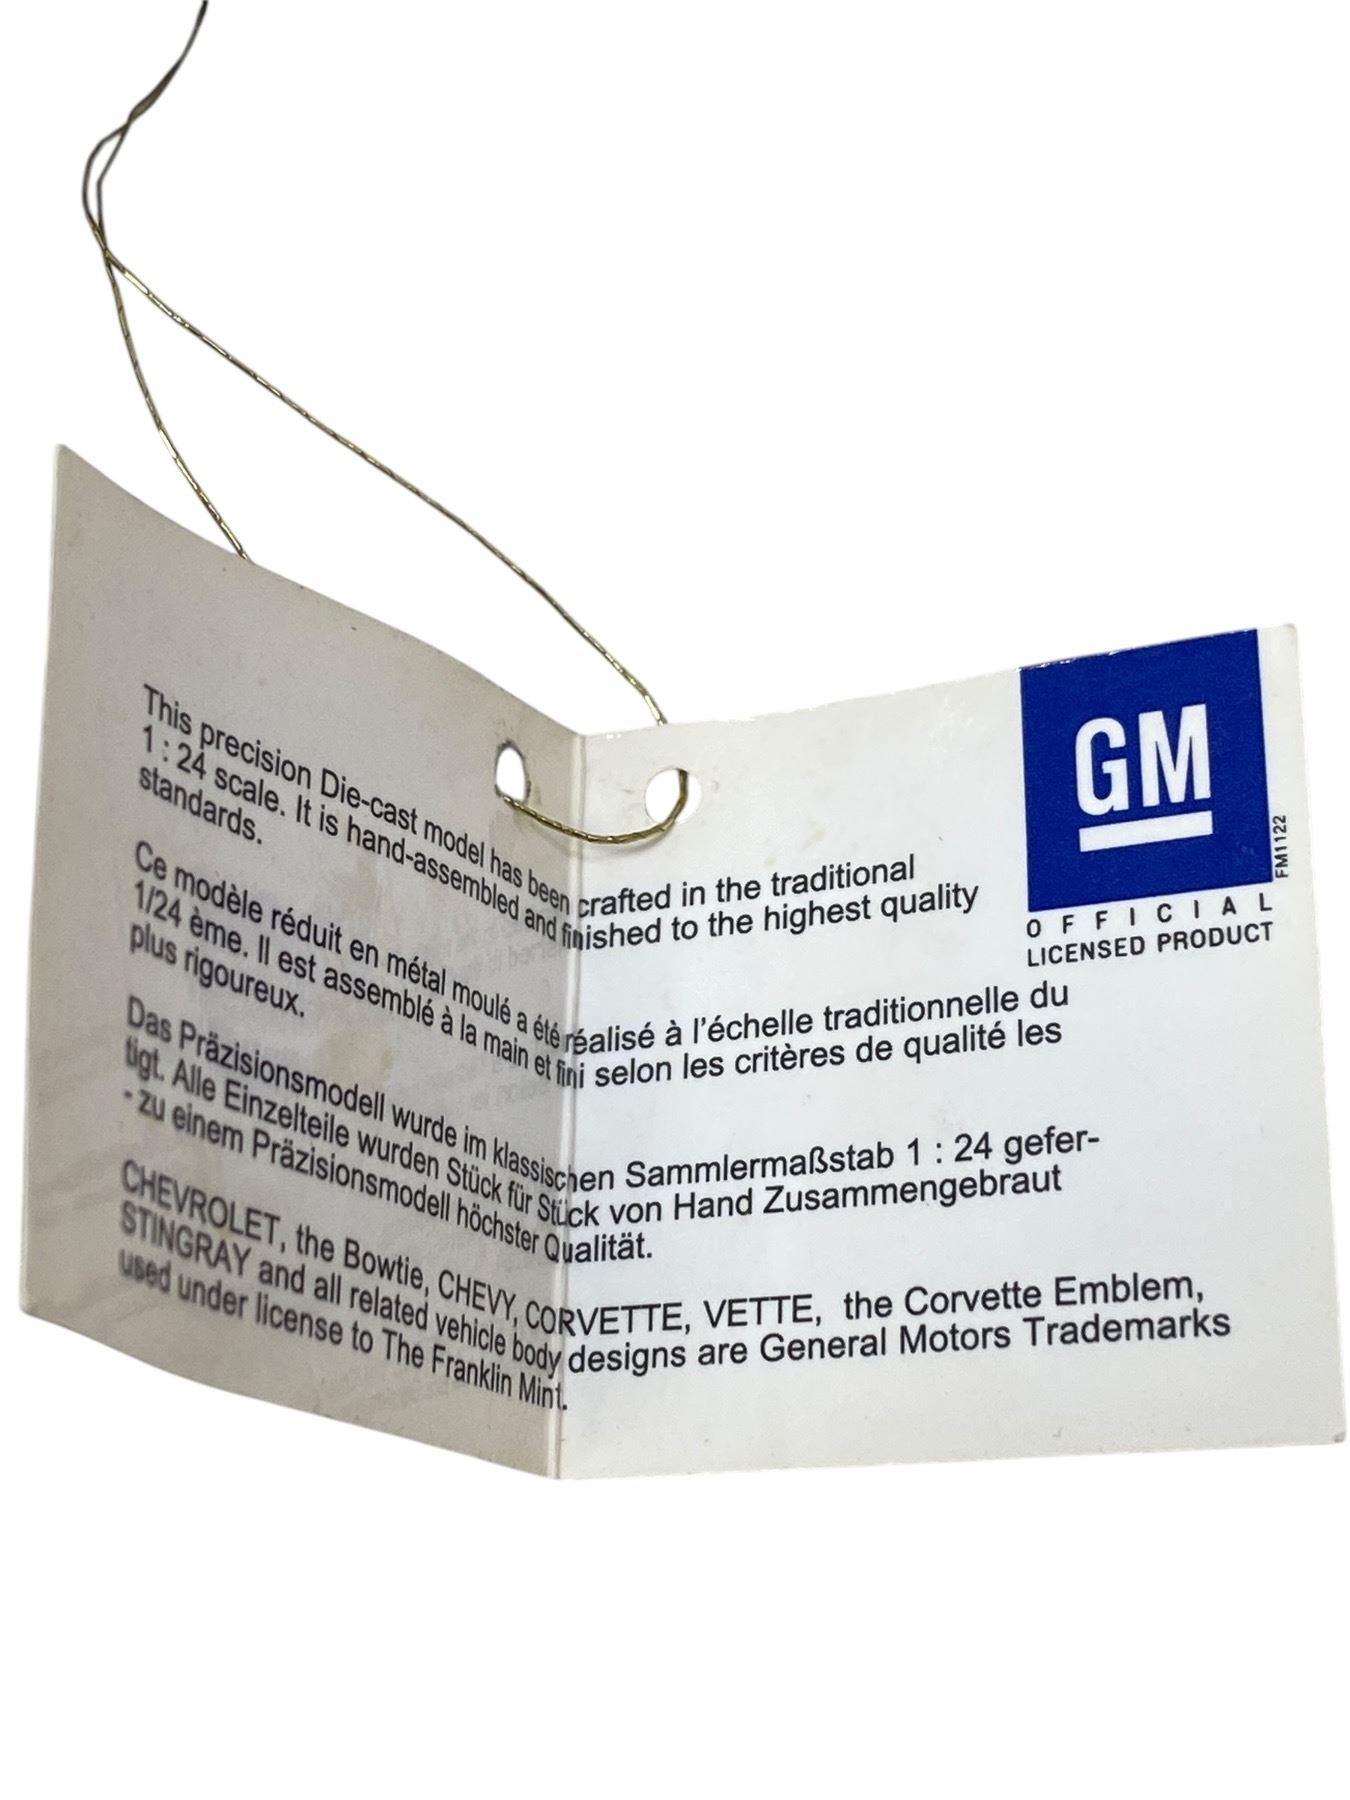 GM
FM1122
OFFICIAL
LICENSED PRODUCT
This precision Die-cast model has been crafted in the traditional
1 : 24 scale. It is hand-assembled and finished to the highest quality
standards.
Ce modèle réduit en métal moulé a été réalisé à l'échelle traditionnelle du
1/24 ème. Il est assemblé à la main et fini selon les critères de qualité les
plus rigoureux.
Das Präzisionsmodell wurde im klassischen Sammlermaßstab 1 : 24 gefer-
tigt. Alle Einzelteile wurden Stück für Stück von Hand Zusammengebraut
- zu einem Präzisionsmodell höchster Qualität.
CHEVROLET, the Bowtie, CHEVY, CORVETTE, VETTE, the Corvette Emblem,
STINGRAY and all related vehicle body designs are General Motors Trademarks
used under license to The Franklin Mint.